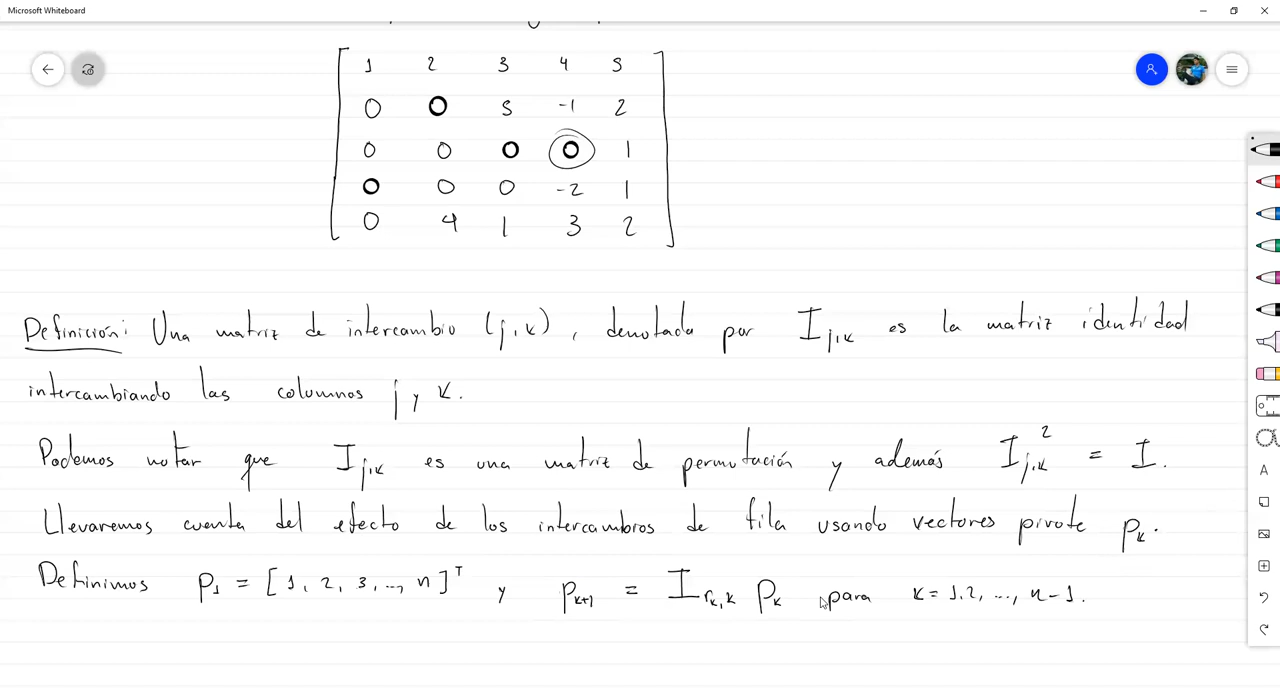 Microsoft Whiteboard
1 2 3 4 5
0 0 5 -1 2
0 0 0 0 1
0 0 0 -2 1
0 4 1 3 2
Definición: Una matriz de intercambio (j,k), denotada por I_{j,k} es la matriz identidad
intercambiando las columnas j y k.
Podemos notar que I_{j,k} es una matriz de permutación y además I_{j,k}^2 = I.
Llevaremos cuenta del efecto de los intercambios de fila usando vectores pivote p_k.
Definimos p_1 = [1, 2, 3, ..., n]^T y p_{k+1} = I_{r_k,k} p_k para k = 1,2, ..., n-1.